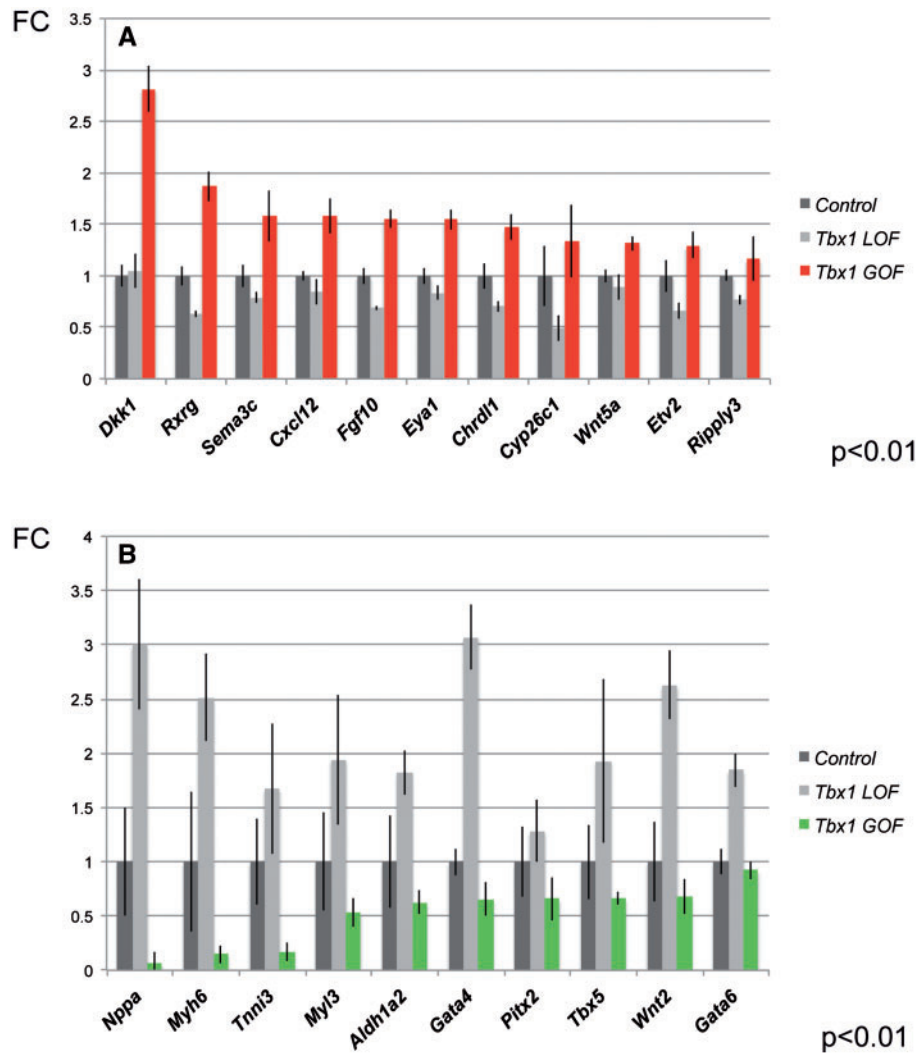 FC
A
3.5
3
2.5
2
1.5
1
0.5
0
Control
Tbx1 LOF
Tbx1 GOF
Dkk1
Rxrg
Sema3c
Cxcl12
Fgf10
Eya1
Chrdl1
Cyp26c1
Wnt5a
Etv2
Ripply3
p<0.01
FC
B
4
3.5
3
2.5
2
1.5
1
0.5
0
Control
Tbx1 LOF
Tbx1 GOF
Nppa
Myh6
Tnni3
Myl3
Aldh1a2
Gata4
Pitx2
Tbx5
Wnt2
Gata6
p<0.01